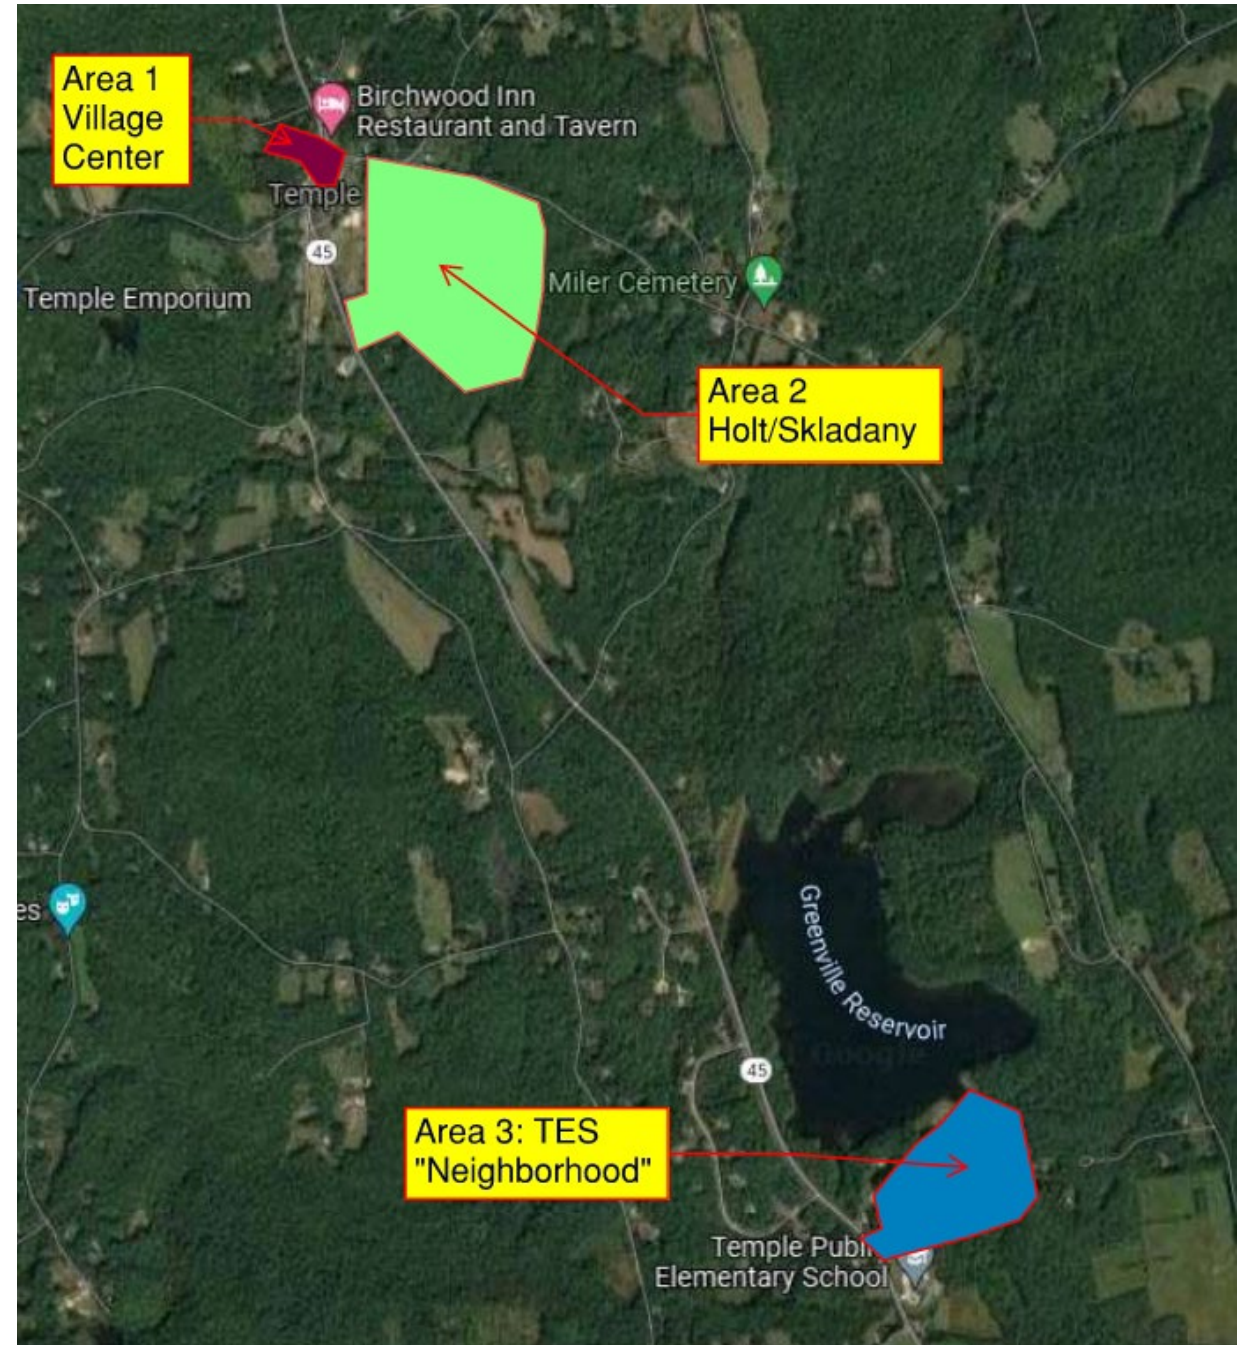 Area 1
Village
Center
Birchwood Inn
Restaurant and Tavern
Temple
45
Temple Emporium
Miler Cemetery
Area 2
Holt/Skladany
es
Greenville Reservoir
Google
45
Area 3: TES
"Neighborhood"
Temple Publi
Elementary School